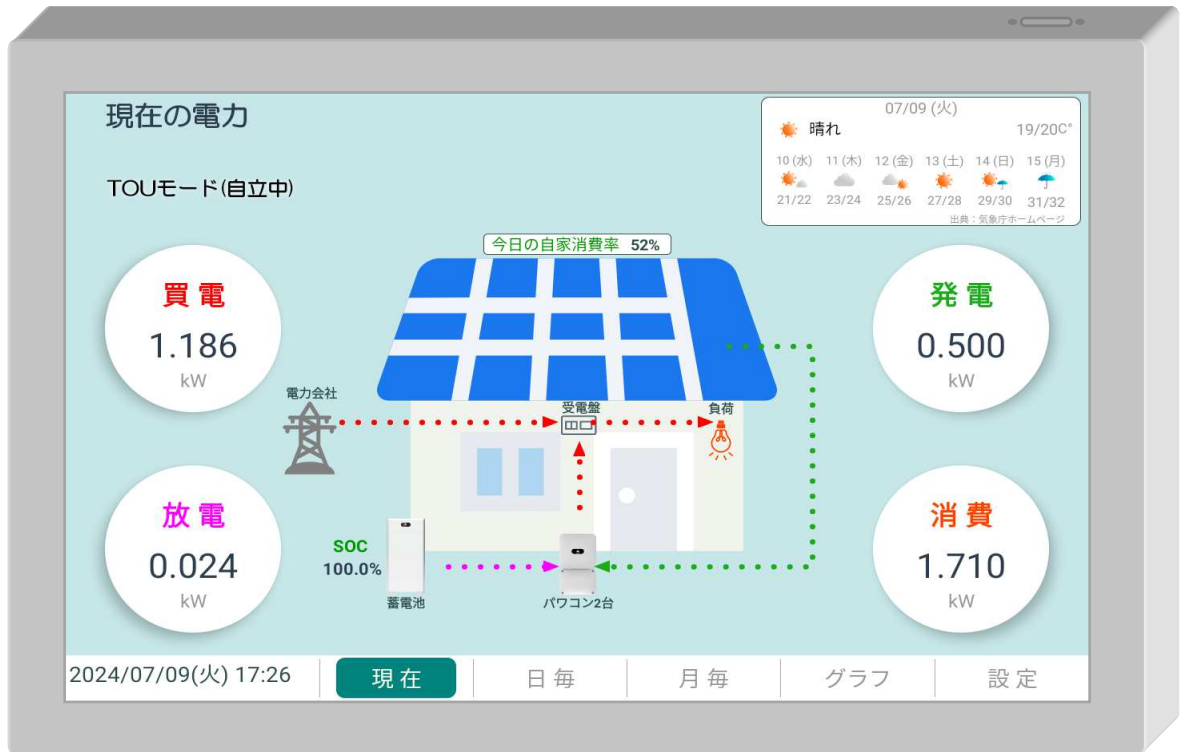 現在の電力
TOUモード(自立中)
07/09 (火)
晴れ 19/20C°
10 (水) 11 (木) 12 (金) 13 (土) 14 (日) 15 (月)
21/22 23/24 25/26 27/28 29/30 31/32
出典：気象庁ホームページ
今日の自家消費率 52%
買電
1.186
kW
発電
0.500
kW
電力会社
受電盤
負荷
放電
0.024
kW
SOC
100.0%
蓄電池
パワコン2台
消費
1.710
kW
2024/07/09(火) 17:26 現在 日毎 月毎 グラフ 設定